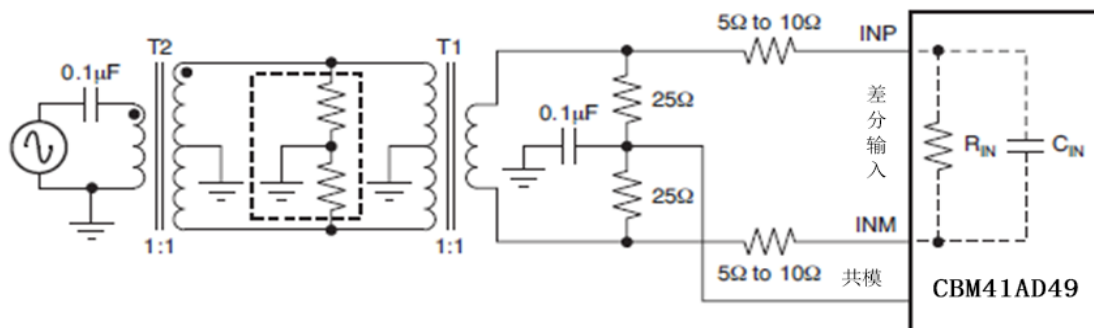 5Ω to 10Ω
INP
T2
T1
0.1μF
25Ω
0.1μF
差分输入
R_IN
C_IN
25Ω
INM
1:1
1:1
5Ω to 10Ω
共模
CBM41AD49